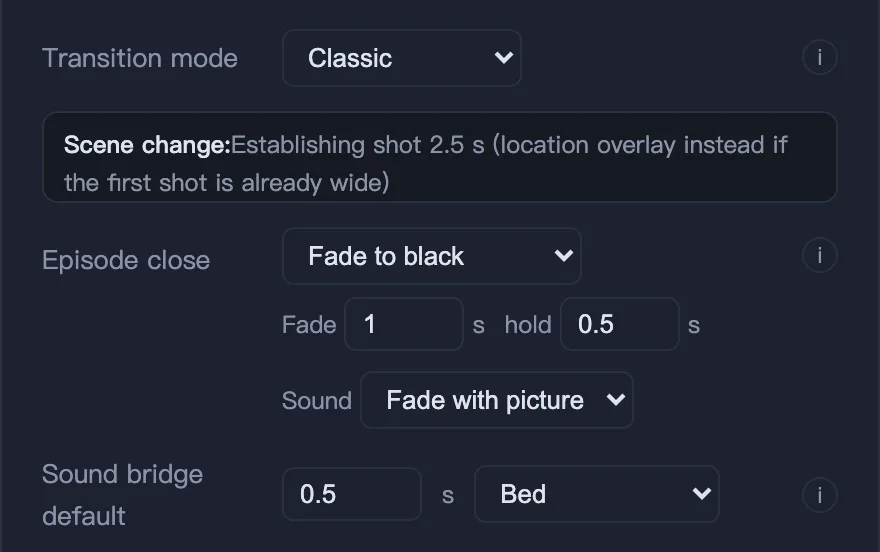 Transition mode Classic i
Scene change:Establishing shot 2.5 s (location overlay instead if
the first shot is already wide)
Episode close Fade to black i
Fade 1 s hold 0.5 s
Sound Fade with picture
Sound bridge
default 0.5 s Bed i